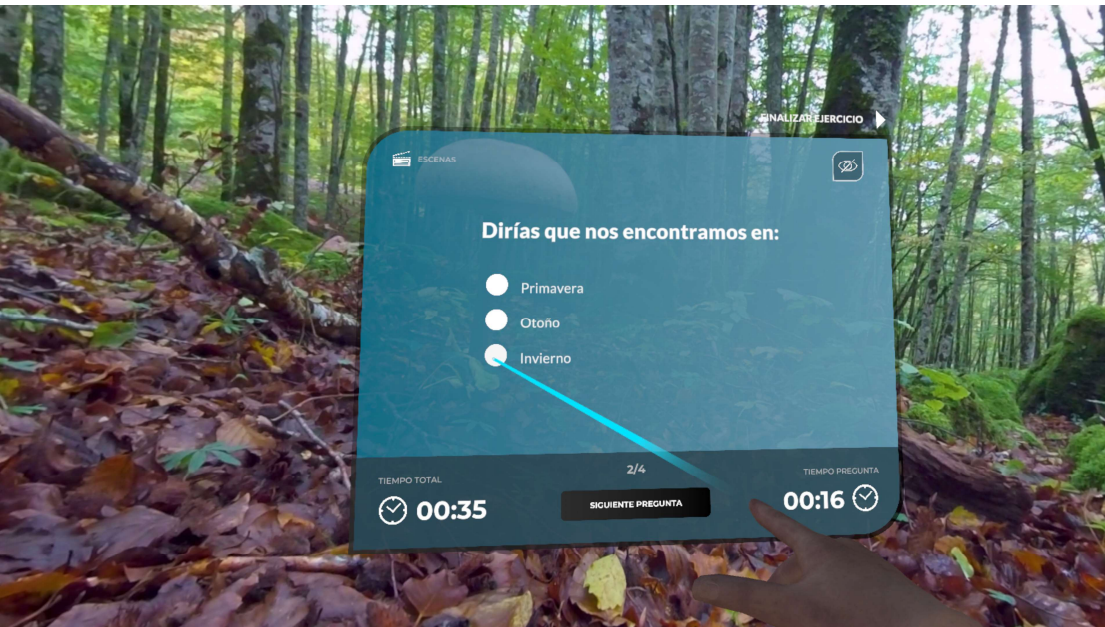 FINALIZAR EJERCICIO
ESCENAS
Dirías que nos encontramos en:
Primavera
Otoño
Invierno
2/4
TIEMPO TOTAL
00:35
SIGUIENTE PREGUNTA
TIEMPO PREGUNTA
00:16